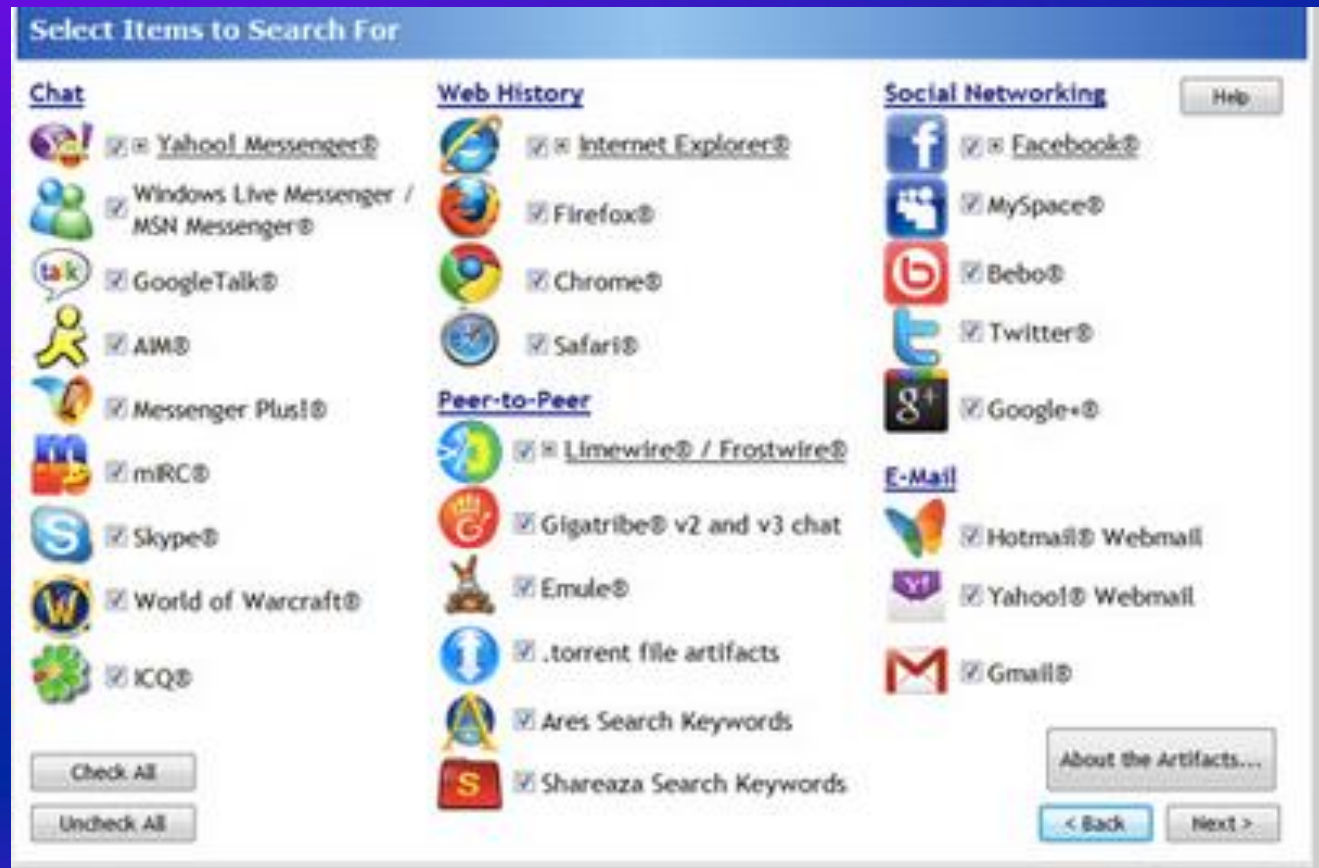 Select Items to Search For
Chat
Yahoo! Messenger®
Windows Live Messenger /
MSN Messenger®
talk
GoogleTalk®
AIM®
Messenger Plus!®
mIRC®
Skype®
World of Warcraft®
ICQ®
Check All
Uncheck All
Web History
Internet Explorer®
Firefox®
Chrome®
Safari®
Peer-to-Peer
Limewire® / Frostwire®
Gigatribe® v2 and v3 chat
Emule®
.torrent file artifacts
Ares Search Keywords
Shareaza Search Keywords
Social Networking
Help
Facebook®
MySpace®
Bebo®
Twitter®
Google+®
E-Mail
Hotmail® Webmail
Yahoo!® Webmail
Gmail®
About the Artifacts...
< Back
Next >